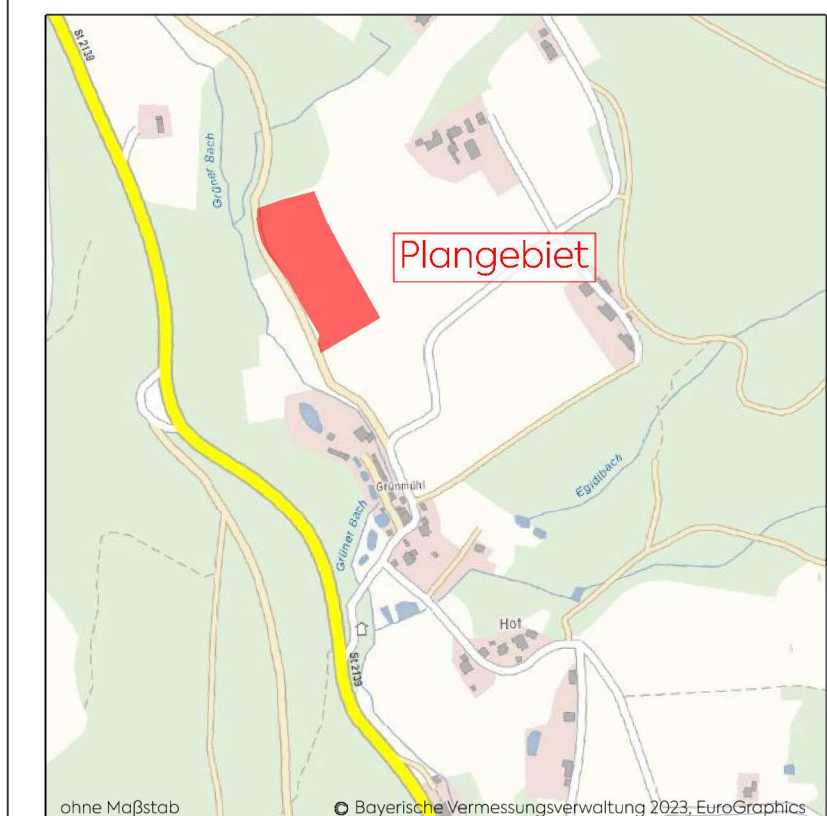 St 2139
Grüner Bach
Plangebiet
Grünmühl
Egidibach
Grüner Bach
Hof
St 2139
ohne Maßstab
© Bayerische Vermessungsverwaltung 2023, EuroGraphics